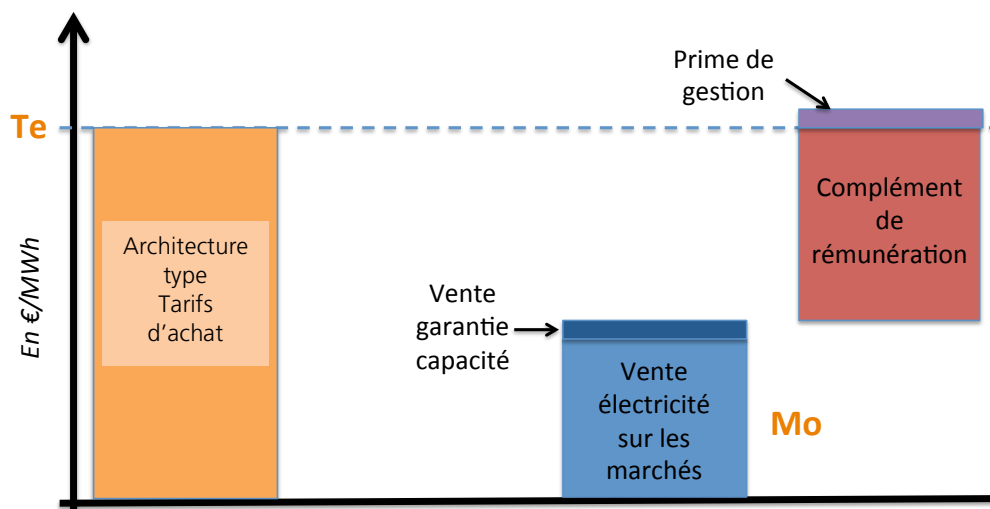 Te
En €/MWh
Architecture
type
Tarifs
d'achat
Vente
garantie
capacité
Vente
électricité
sur les
marchés
Mo
Prime de
gestion
Complément
de
rémunération